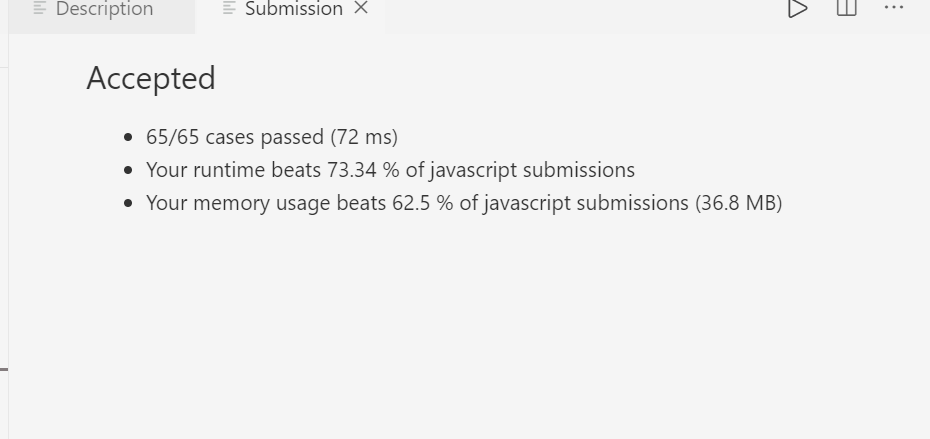 Description
Submission
Accepted
65/65 cases passed (72 ms)
Your runtime beats 73.34 % of javascript submissions
Your memory usage beats 62.5 % of javascript submissions (36.8 MB)